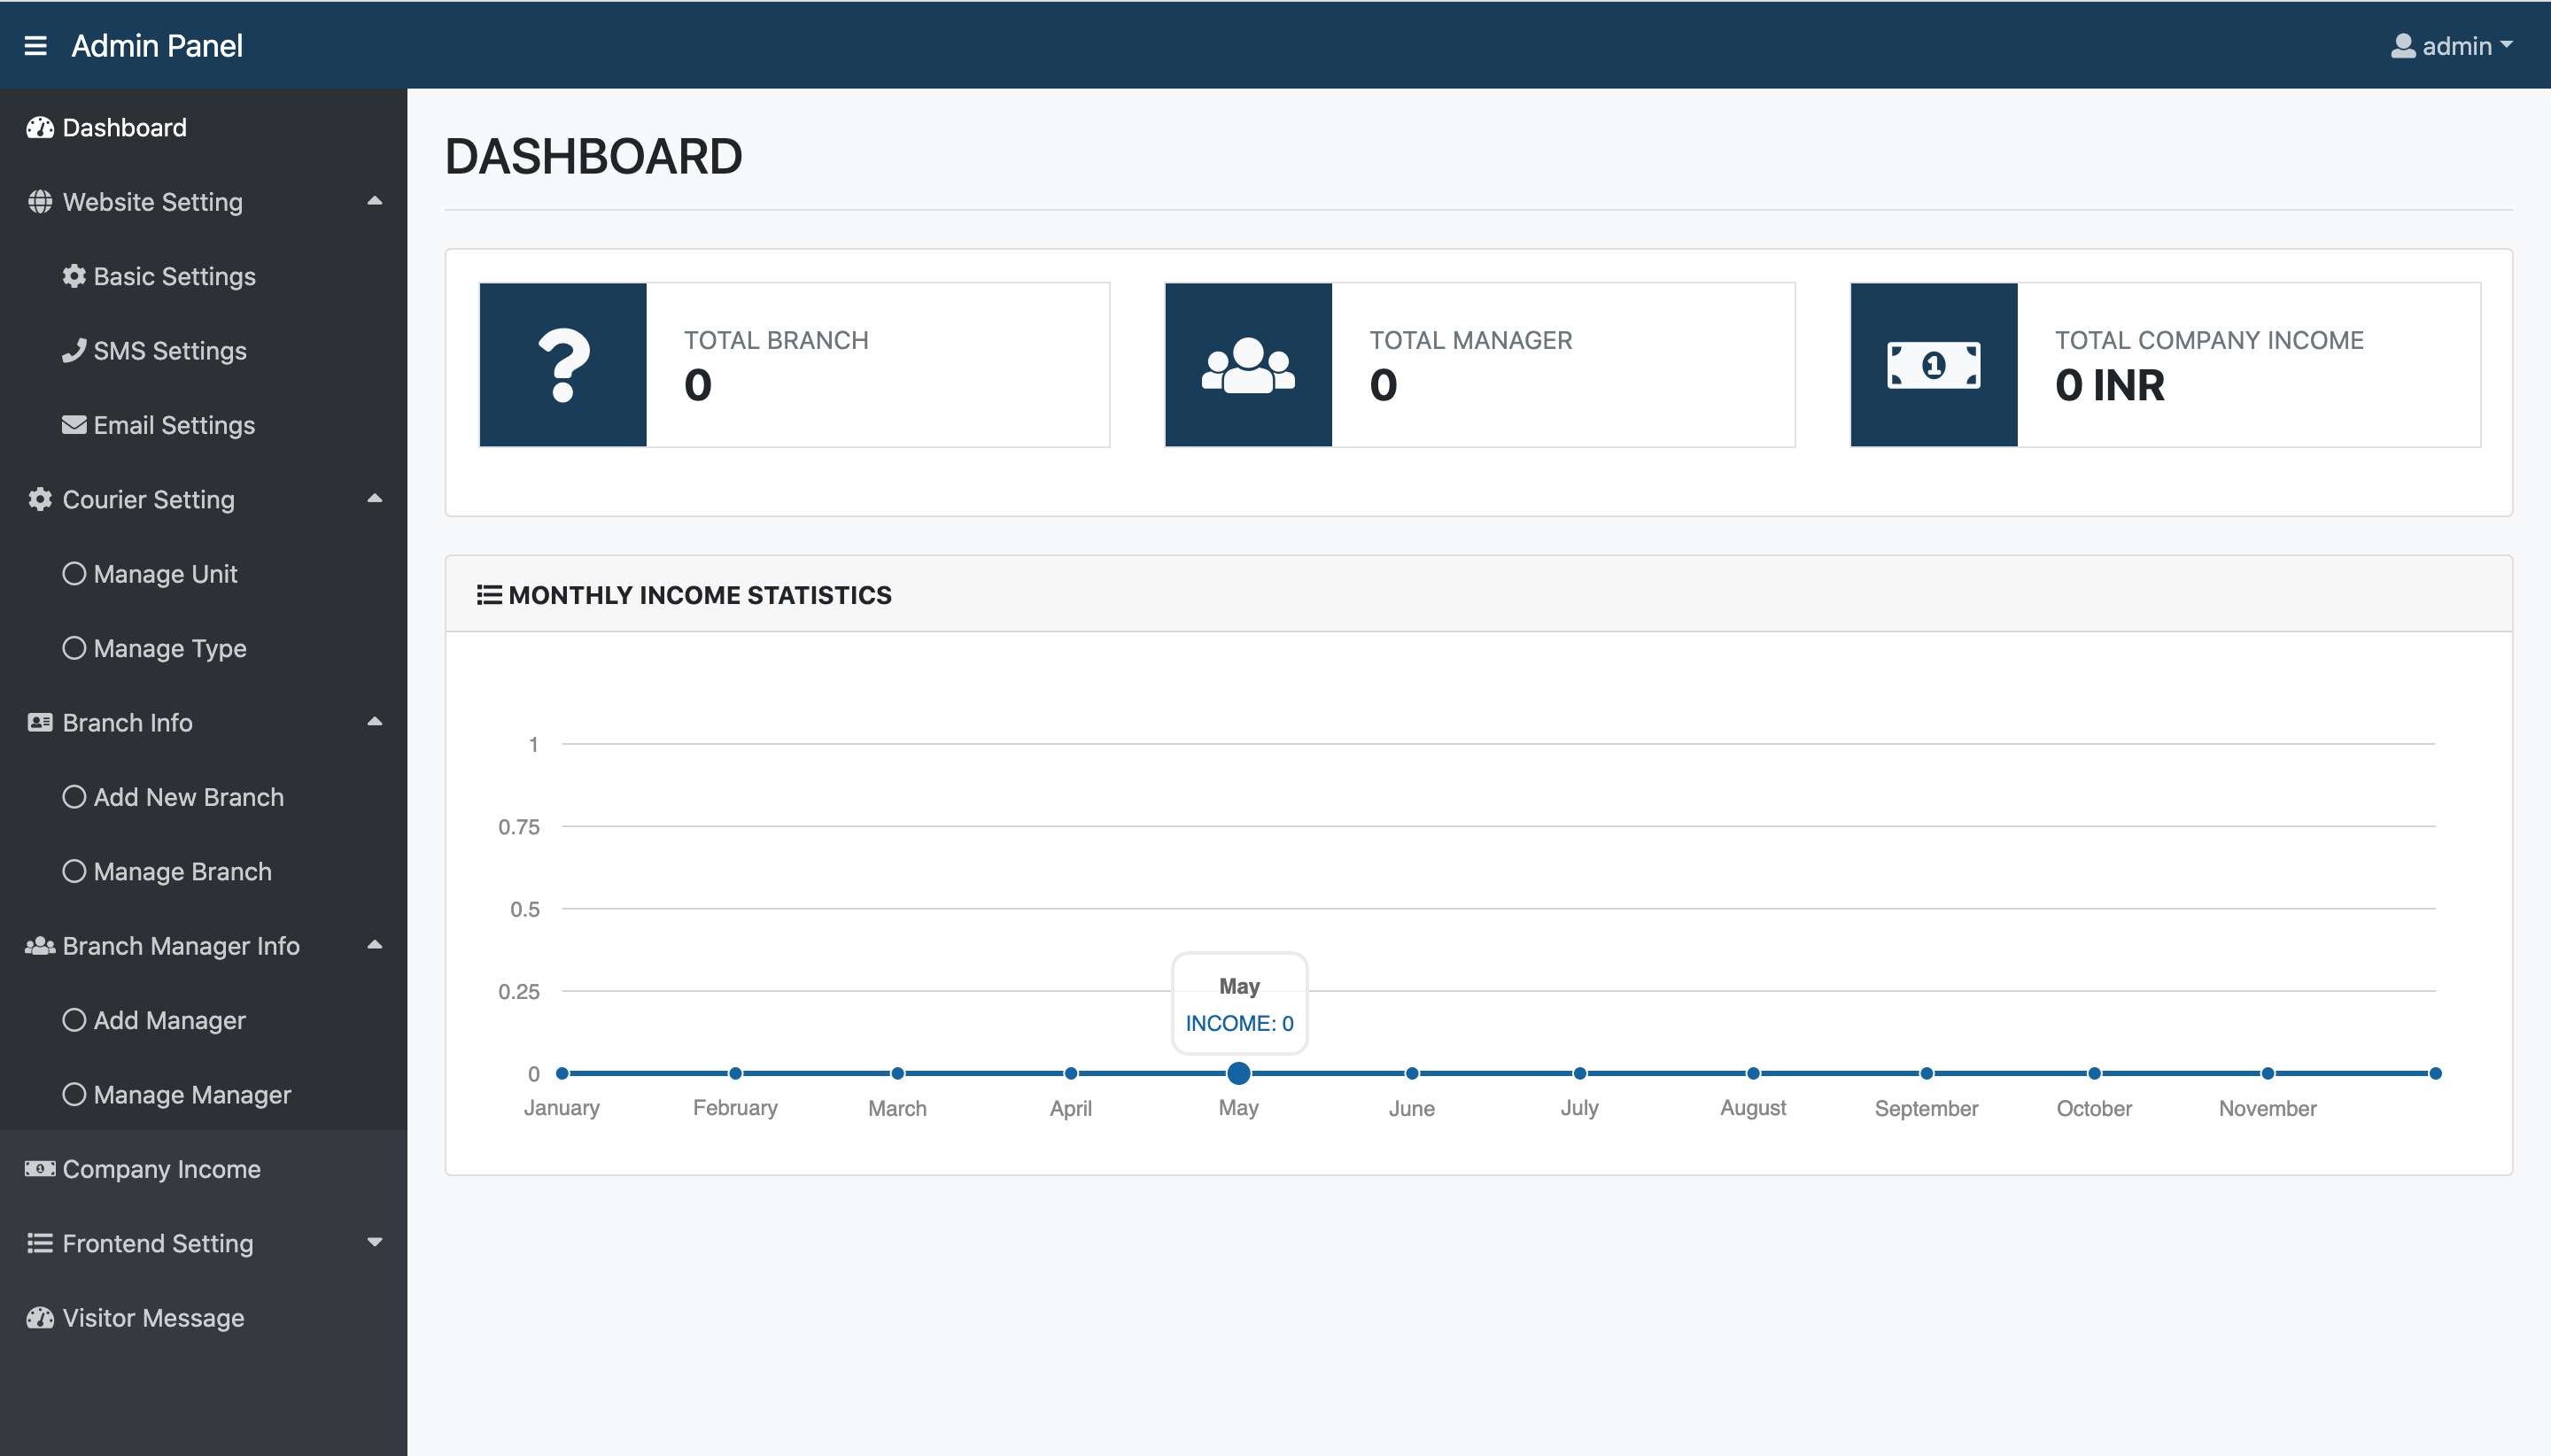 Admin Panel
admin
Dashboard
Website Setting
Basic Settings
SMS Settings
Email Settings
Courier Setting
Manage Unit
Manage Type
Branch Info
Add New Branch
Manage Branch
Branch Manager Info
Add Manager
Manage Manager
Company Income
Frontend Setting
Visitor Message
DASHBOARD
TOTAL BRANCH
0
TOTAL MANAGER
0
TOTAL COMPANY INCOME
0 INR
MONTHLY INCOME STATISTICS
1
0.75
0.5
0.25
0
May
INCOME: 0
January February March April May June July August September October November